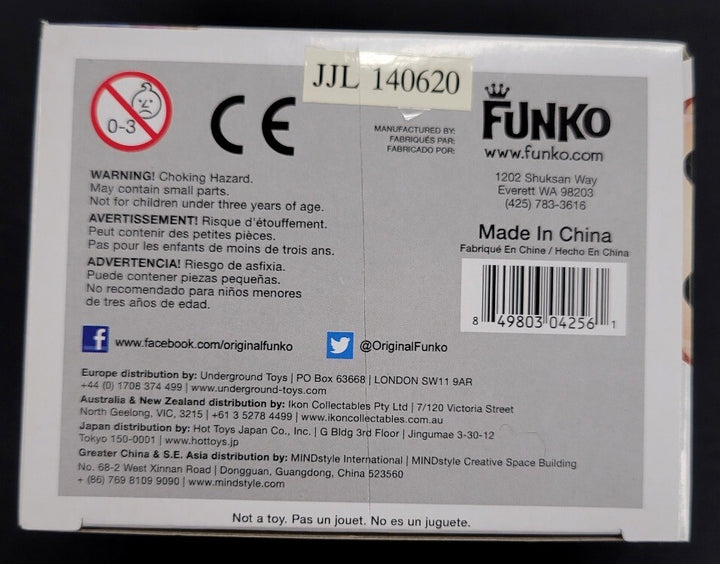 JJL 140620
0-3
CE
MANUFACTURED BY:
FABRIQUÉS PAR:
FABRICADO POR:
FUNKO
www.funko.com
1202 Shuksan Way
Everett WA 98203
(425) 783-3616
Made In China
Fabriqué En Chine / Hecho En China
8 49803 04256 1
WARNING! Choking Hazard.
May contain small parts.
Not for children under three years of age.
AVERTISSEMENT! Risque d'étouffement.
Peut contenir des petites pièces.
Pas pour les enfants de moins de trois ans.
ADVERTENCIA! Riesgo de asfixia.
Puede contener piezas pequeñas.
No recomendado para niños menores
de tres años de edad.
f www.facebook.com/originalfunko
@OriginalFunko
Europe distribution by: Underground Toys | PO Box 63668 | LONDON SW11 9AR
+44 (0) 1708 374 499 | www.underground-toys.com
Australia & New Zealand distribution by: Ikon Collectables Pty Ltd | 7/120 Victoria Street
North Geelong, VIC, 3215 | +61 3 5278 4499 | www.ikoncollectables.com.au
Japan distribution by: Hot Toys Japan Co., Inc. | G Bldg 3rd Floor | Jingumae 3-30-12
Tokyo 150-0001 | www.hottoys.jp
Greater China & S.E. Asia distribution by: MINDstyle International | MINDstyle Creative Space Building
No. 68-2 West Xinnan Road | Dongguan, Guangdong, China 523560
+ (86) 769 8109 9090 | www.mindstyle.com
Not a toy. Pas un jouet. No es un juguete.